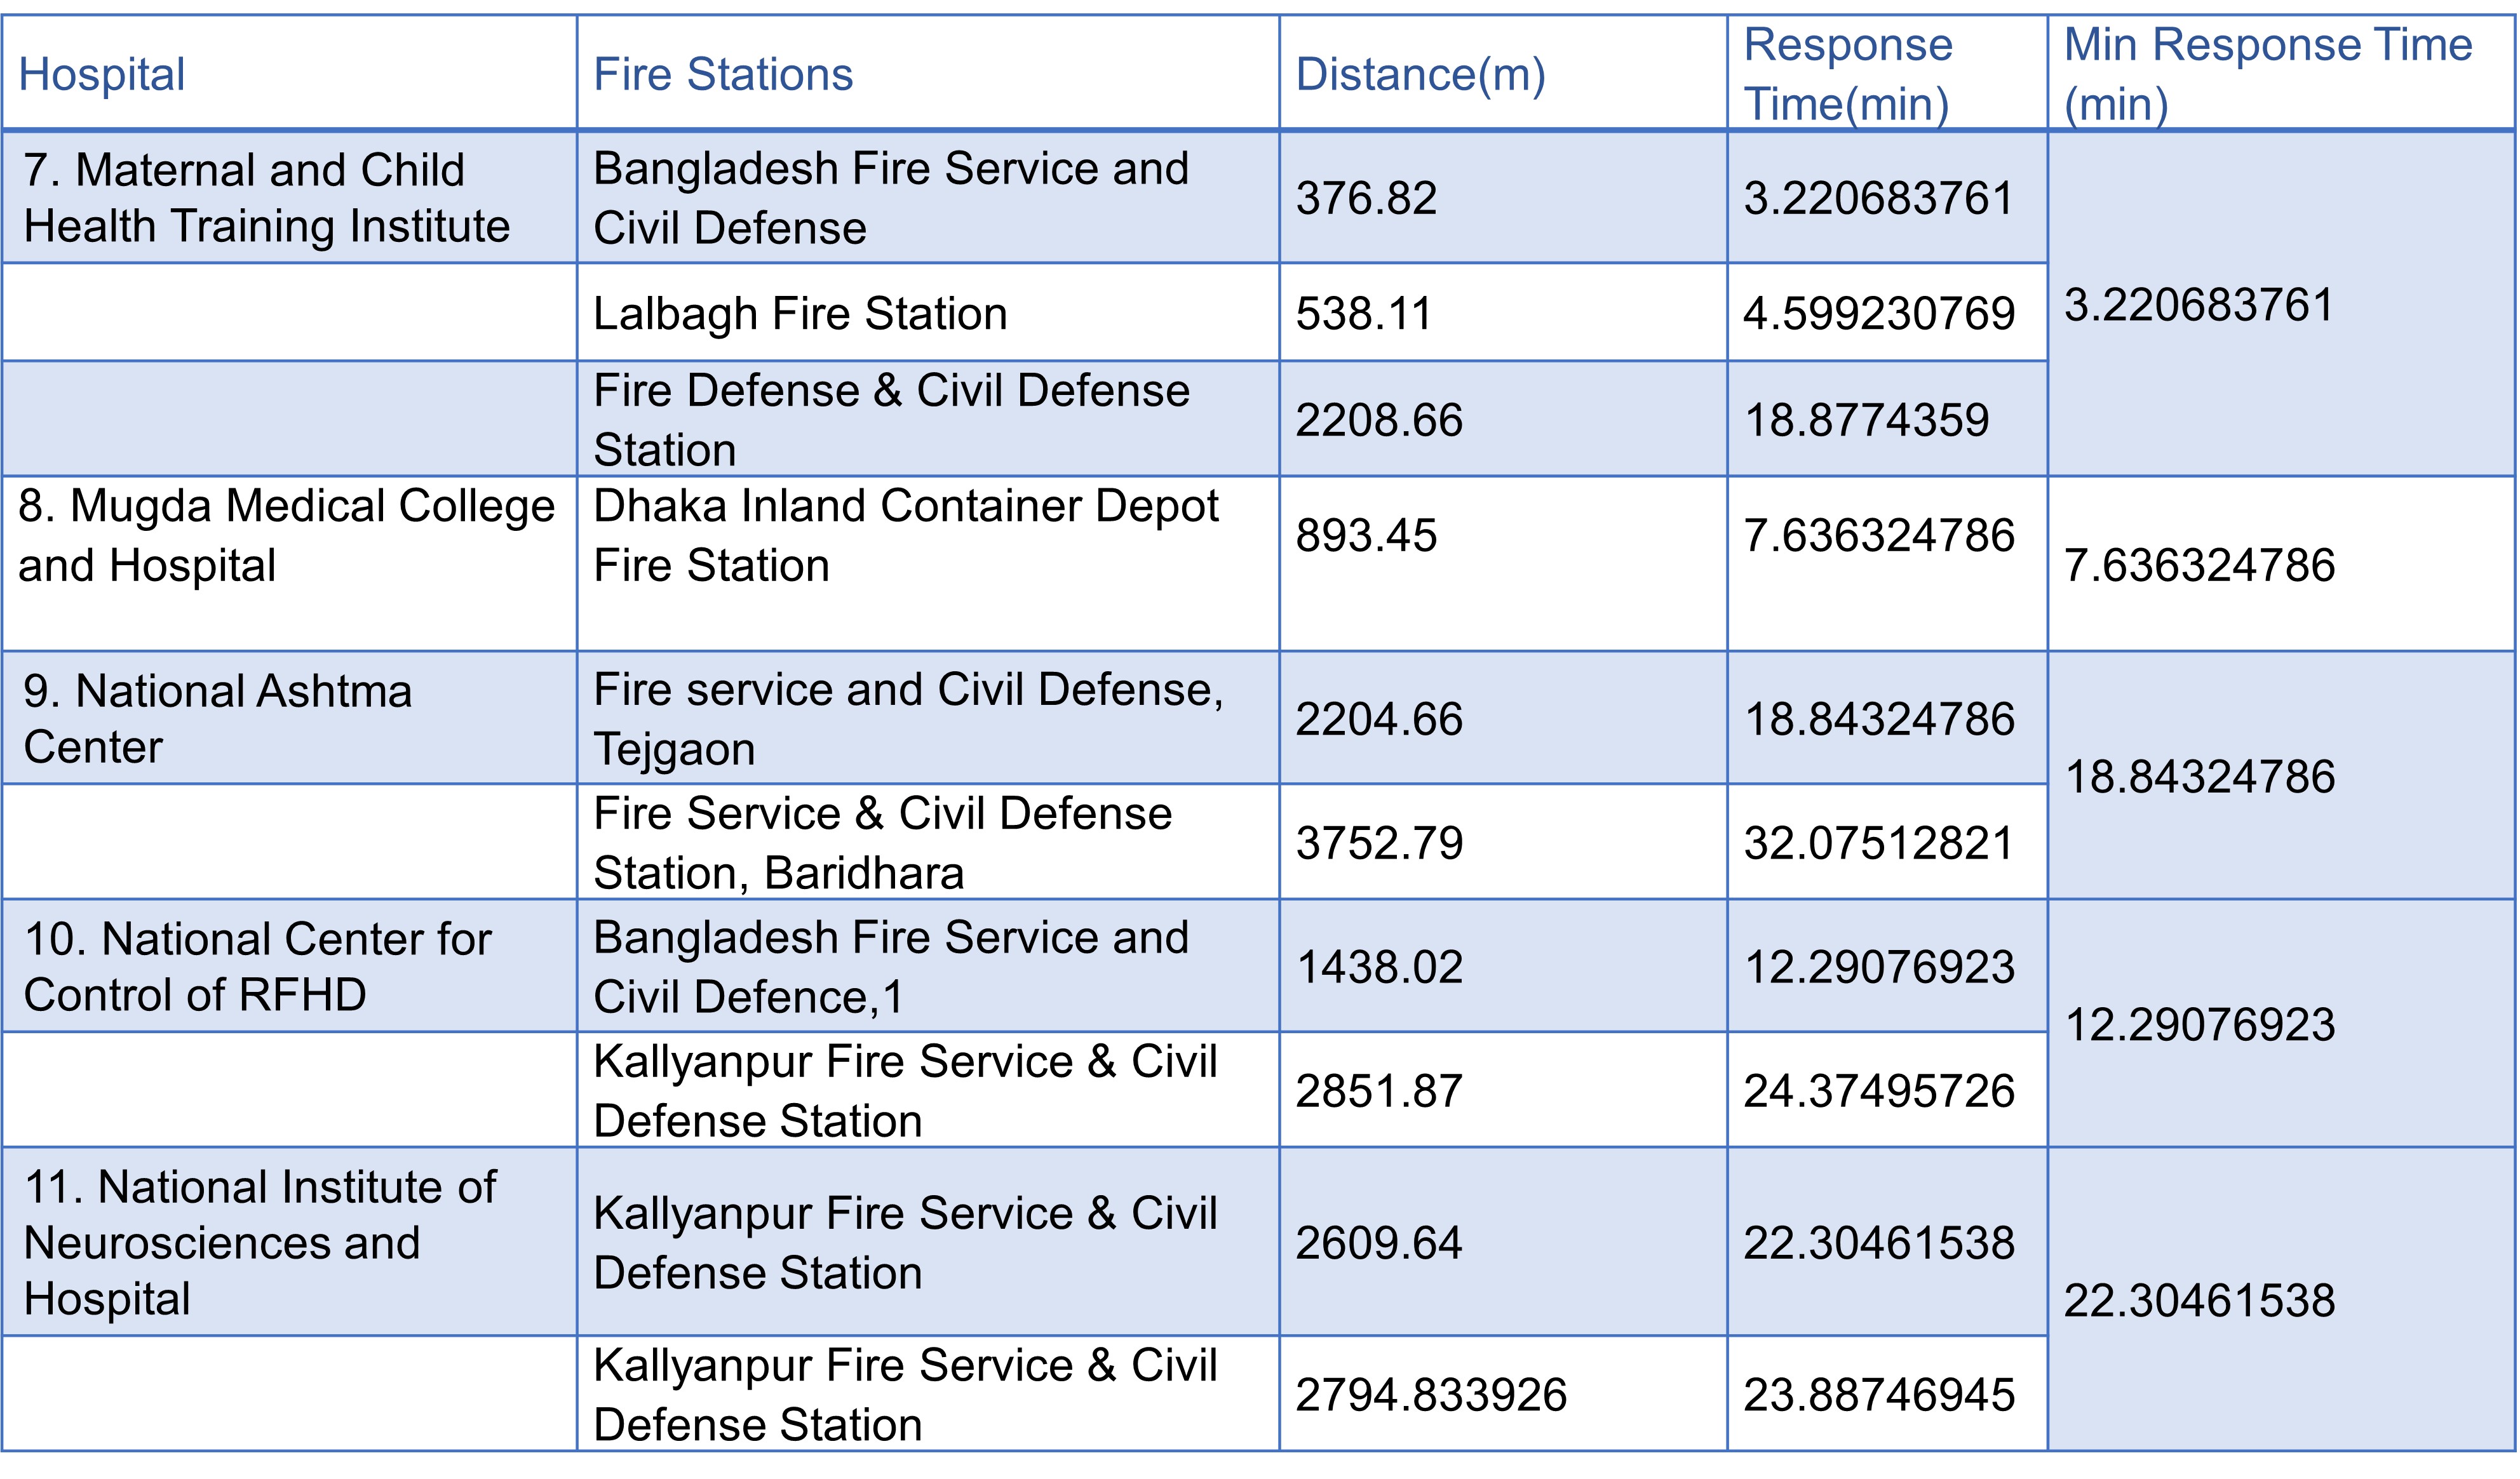 Hospital
Fire Stations
Distance(m)
Response
Time(min)
Min Response Time
(min)
7. Maternal and Child
Health Training Institute
Bangladesh Fire Service and
Civil Defense
376.82
3.220683761
3.220683761
Lalbagh Fire Station
538.11
4.599230769
Fire Defense & Civil Defense
Station
2208.66
18.8774359
8. Mugda Medical College
and Hospital
Dhaka Inland Container Depot
Fire Station
893.45
7.636324786
7.636324786
9. National Ashtma
Center
Fire service and Civil Defense,
Tejgaon
2204.66
18.84324786
18.84324786
Fire Service & Civil Defense
Station, Baridhara
3752.79
32.07512821
10. National Center for
Control of RFHD
Bangladesh Fire Service and
Civil Defence,1
1438.02
12.29076923
12.29076923
Kallyanpur Fire Service & Civil
Defense Station
2851.87
24.37495726
11. National Institute of
Neurosciences and
Hospital
Kallyanpur Fire Service & Civil
Defense Station
2609.64
22.30461538
22.30461538
Kallyanpur Fire Service & Civil
Defense Station
2794.833926
23.88746945